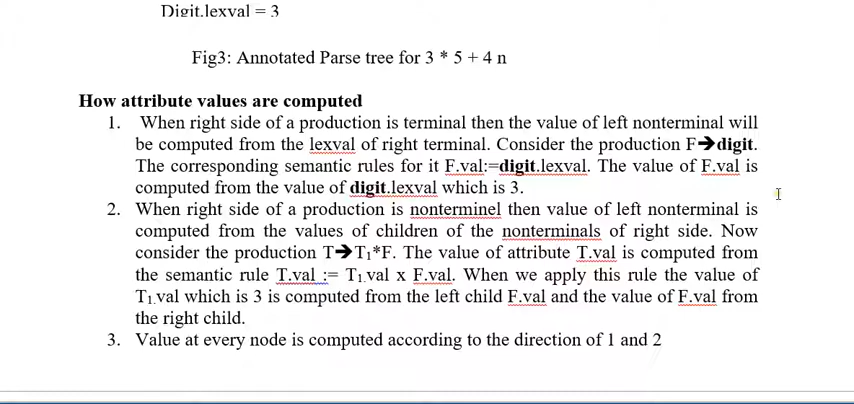 Digit.lexval = 3
Fig3: Annotated Parse tree for 3 * 5 + 4 n
How attribute values are computed
1. When right side of a production is terminal then the value of left nonterminal will
be computed from the lexval of right terminal. Consider the production F➔digit.
The corresponding semantic rules for it F.val:=digit.lexval. The value of F.val is
computed from the value of digit.lexval which is 3.
2. When right side of a production is nonterminel then value of left nonterminal is
computed from the values of children of the nonterminals of right side. Now
consider the production T➔T₁*F. The value of attribute T.val is computed from
the semantic rule T.val := T₁.val x F.val. When we apply this rule the value of
T₁.val which is 3 is computed from the left child F.val and the value of F.val from
the right child.
3. Value at every node is computed according to the direction of 1 and 2